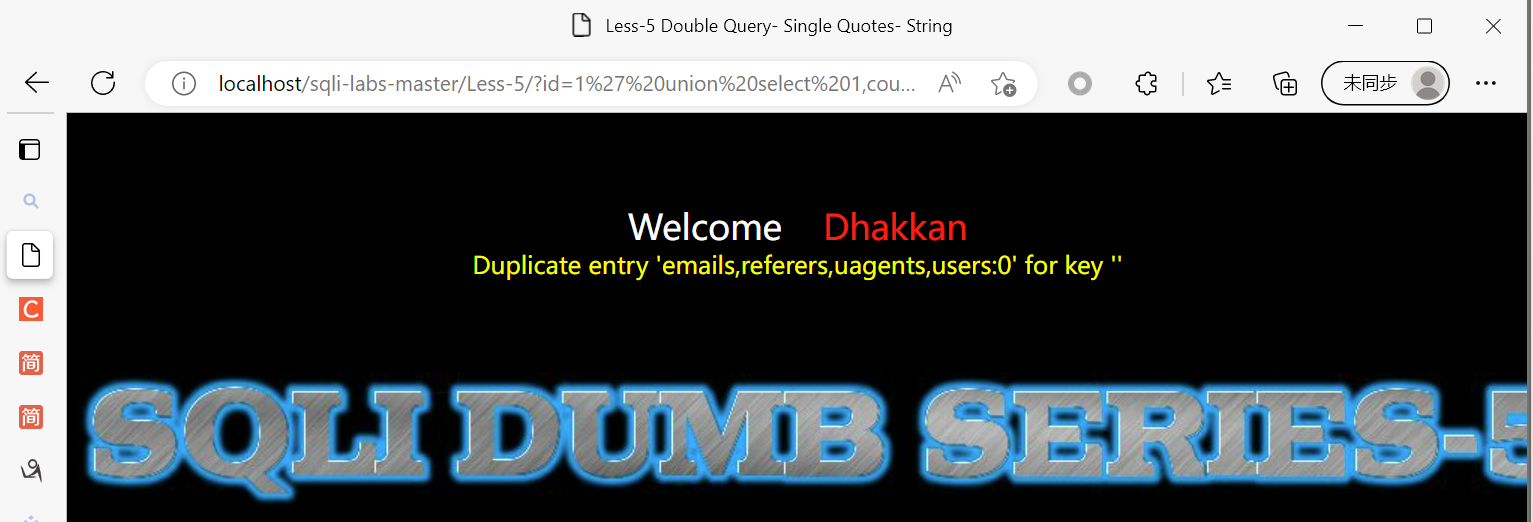 Less-5 Double Query- Single Quotes- String
localhost/sqli-labs-master/Less-5/?id=1%27%20union%20select%201,cou...
未同步
Welcome Dhakkan
Duplicate entry 'emails,referers,uagents,users:0' for key ''
C
简
简
SQLI DUMB SERIES-5